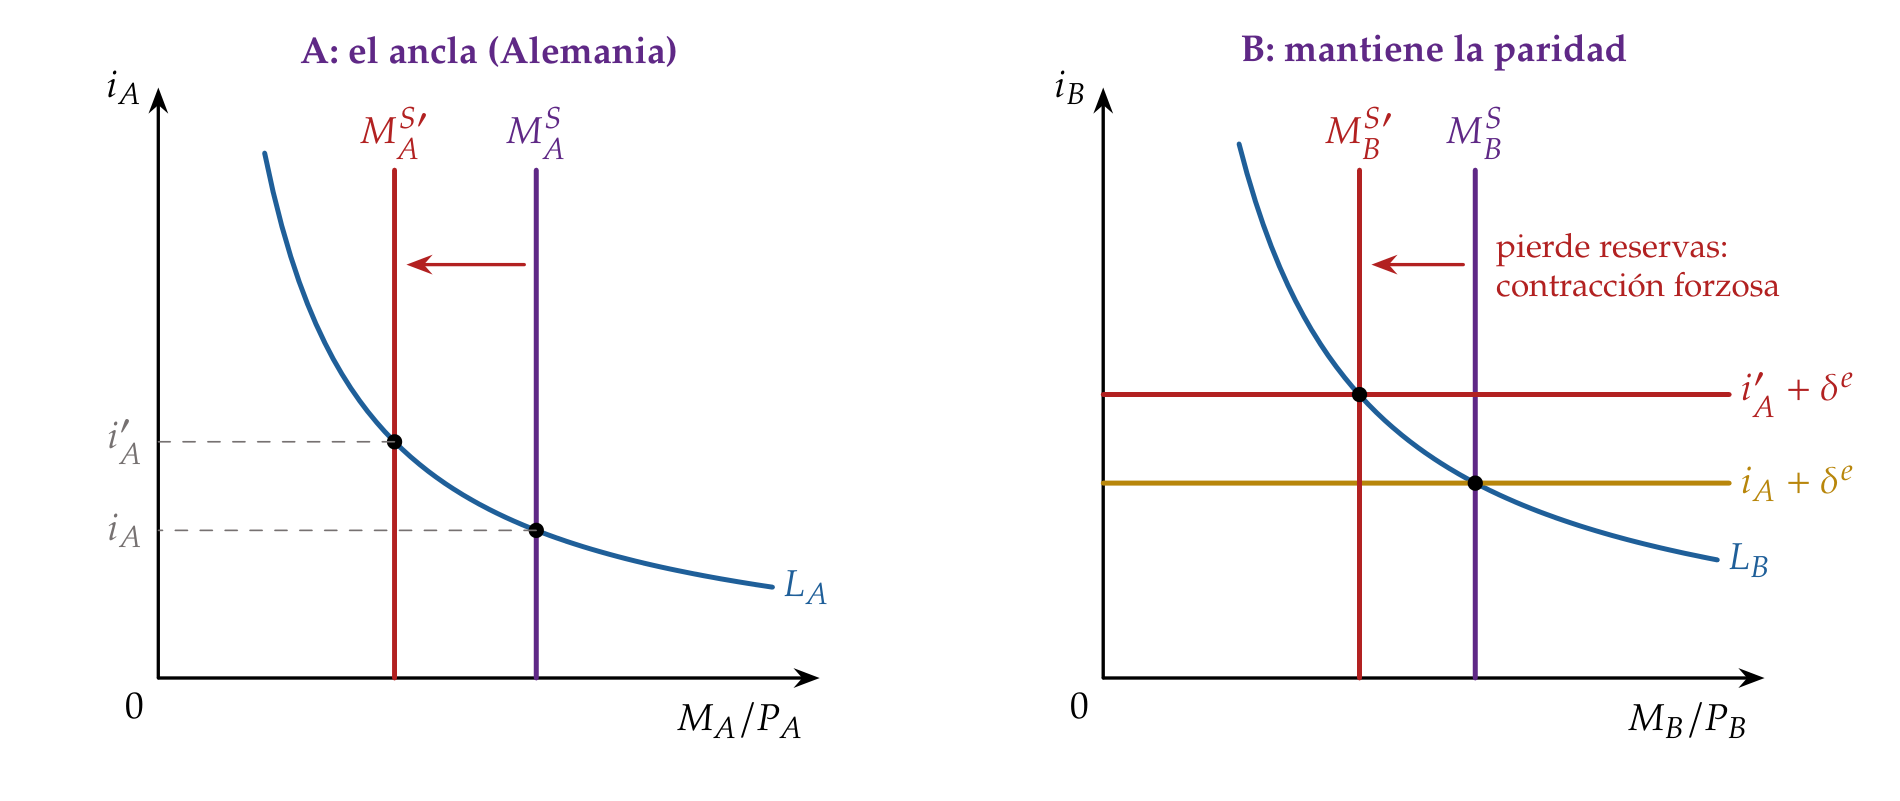 A: el ancla (Alemania)
i_A
M_A^{S′}
M_A^S
i′_A
i_A
L_A
0
M_A/P_A
B: mantiene la paridad
i_B
M_B^{S′}
M_B^S
pierde reservas:
contracción forzosa
i′_A + δ^e
i_A + δ^e
L_B
0
M_B/P_B